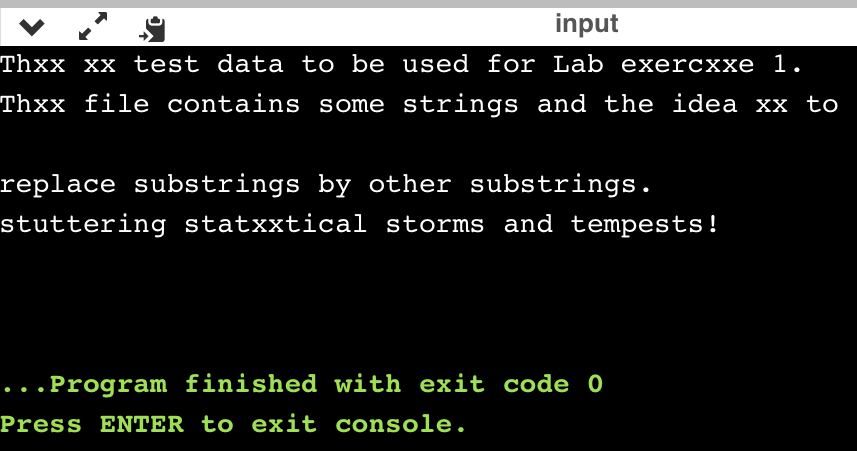 input
Thxx xx test data to be used for Lab exercxxe 1.
Thxx file contains some strings and the idea xx to
replace substrings by other substrings.
stuttering statxxtical storms and tempests!
...Program finished with exit code 0
Press ENTER to exit console.